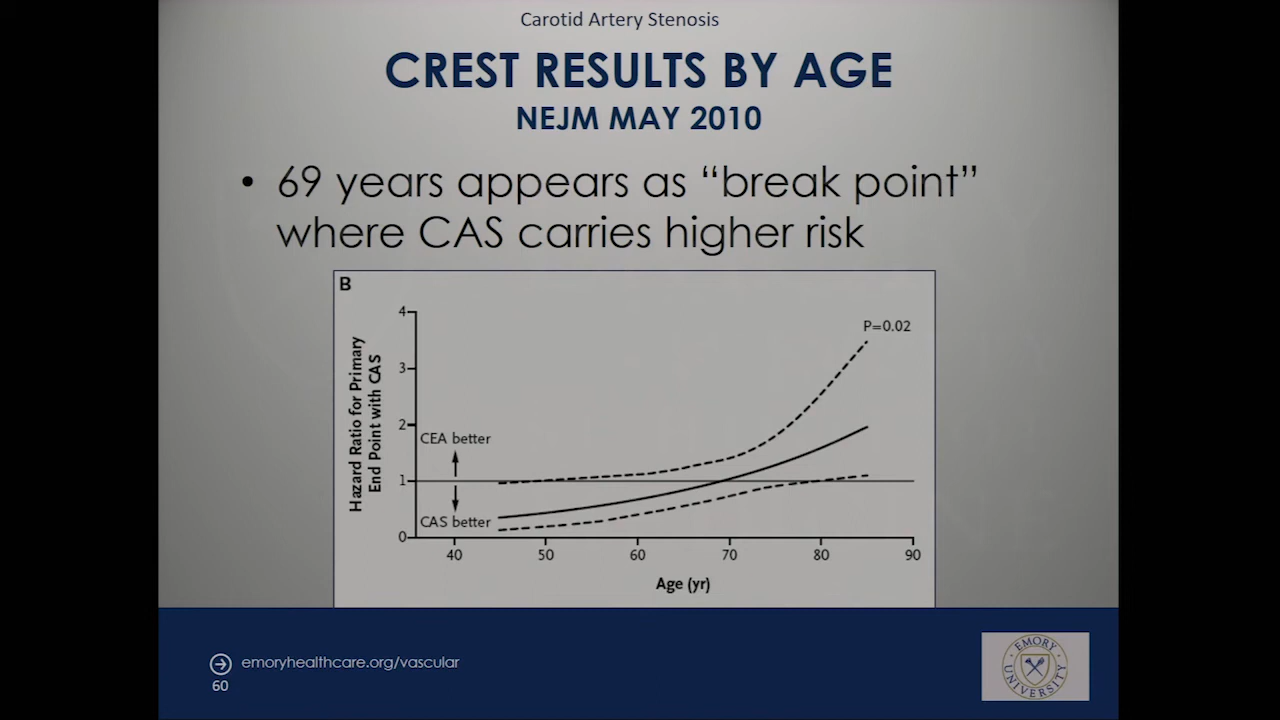 Carotid Artery Stenosis
CREST RESULTS BY AGE
NEJM MAY 2010
• 69 years appears as “break point”
where CAS carries higher risk
B
Hazard Ratio for Primary
End Point with CAS
4
3
2
1
0
P=0.02
CEA better
CAS better
40 50 60 70 80 90
Age (yr)
emoryhealthcare.org/vascular
60
EMORY
UNIVERSITY